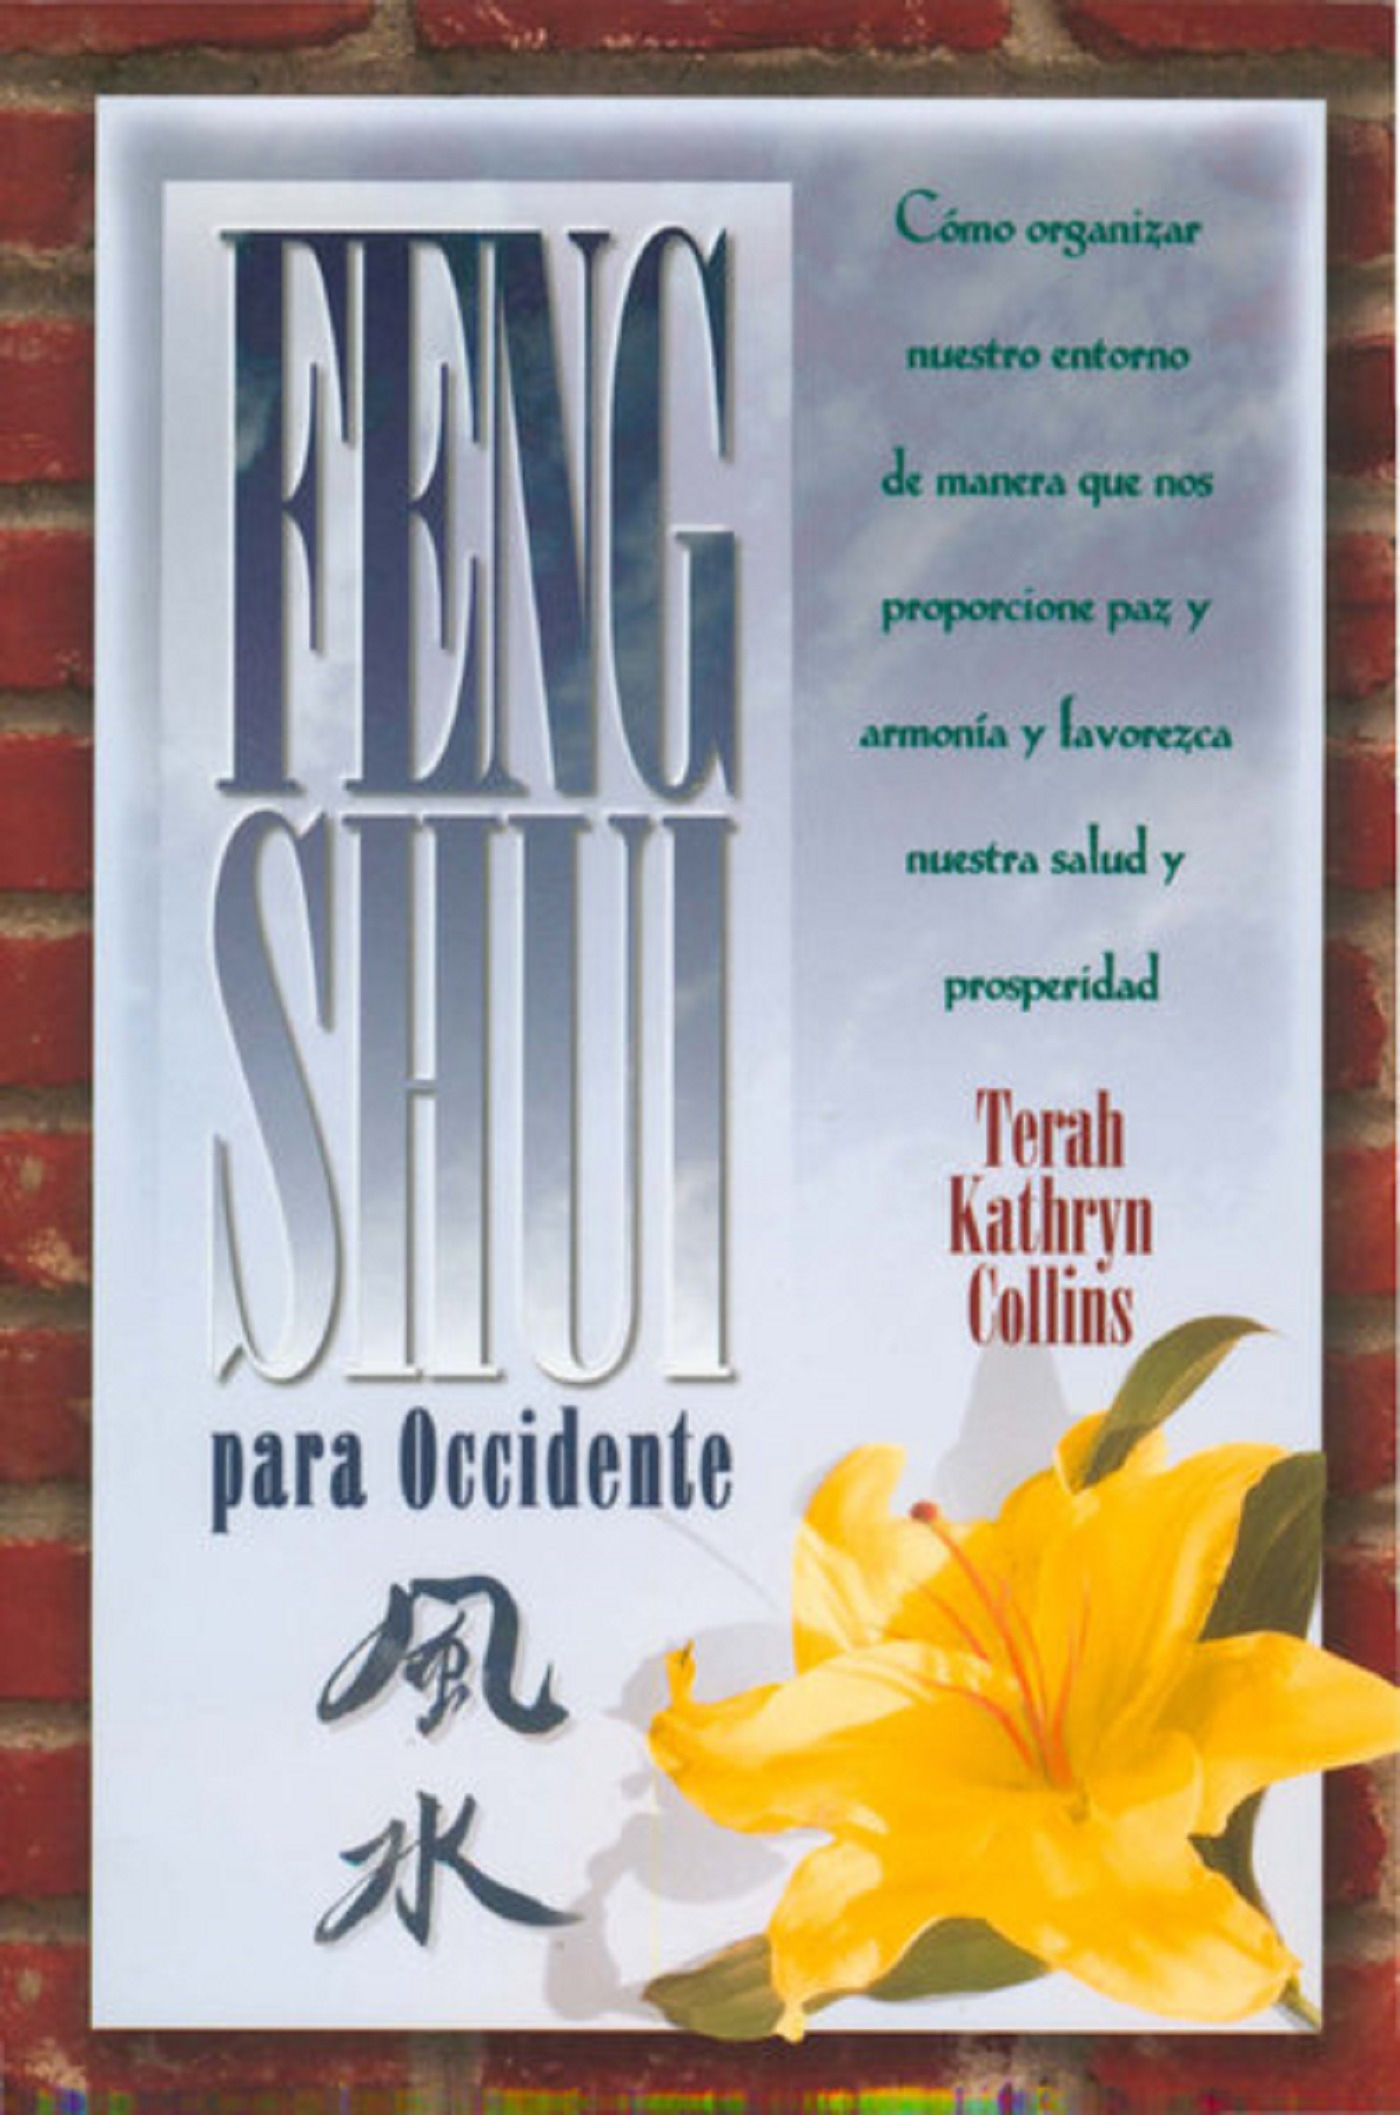 FENG
SHUI
para Occidente
風
水
Cómo organizar
nuestro entorno
de manera que nos
proporcione paz y
armonía y favorezca
nuestra salud y
prosperidad
Terah
Kathryn
Collins